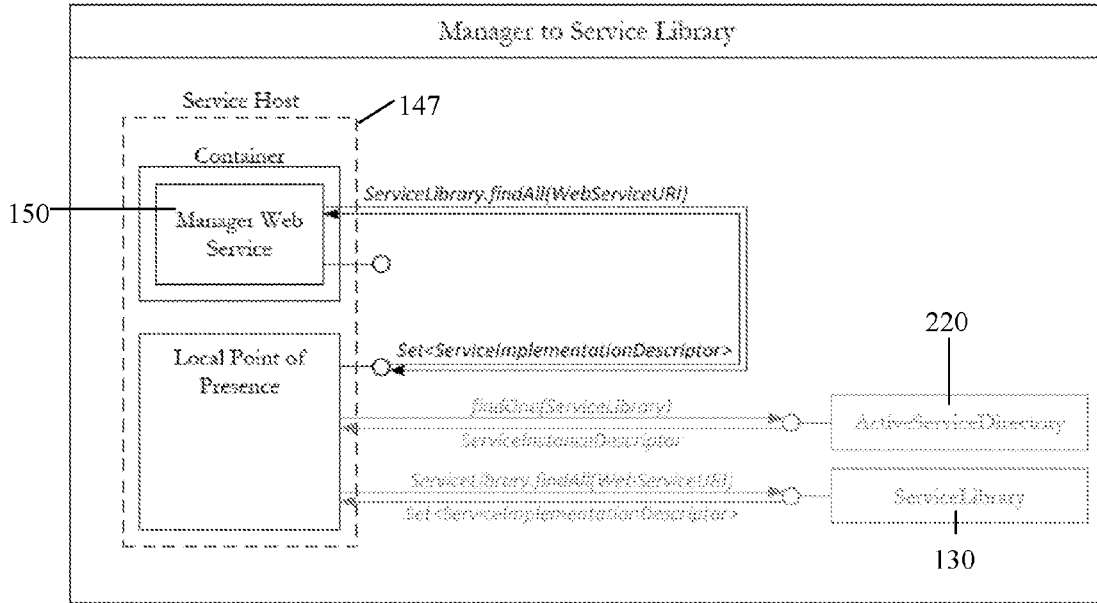 Manager to Service Library
Service Host
147
Container
150
Manager Web
Service
ServiceLibrary.findAll(WebServiceURI)
Local Point of
Presence
Set<ServiceImplementationDescriptor>
220
findOne(ServiceLibrary)
ActiveServiceDirectory
ServiceInstanceDescriptor
ServiceLibrary.findAll(WebServiceURI)
ServiceLibrary
Set<ServiceImplementationDescriptor>
130